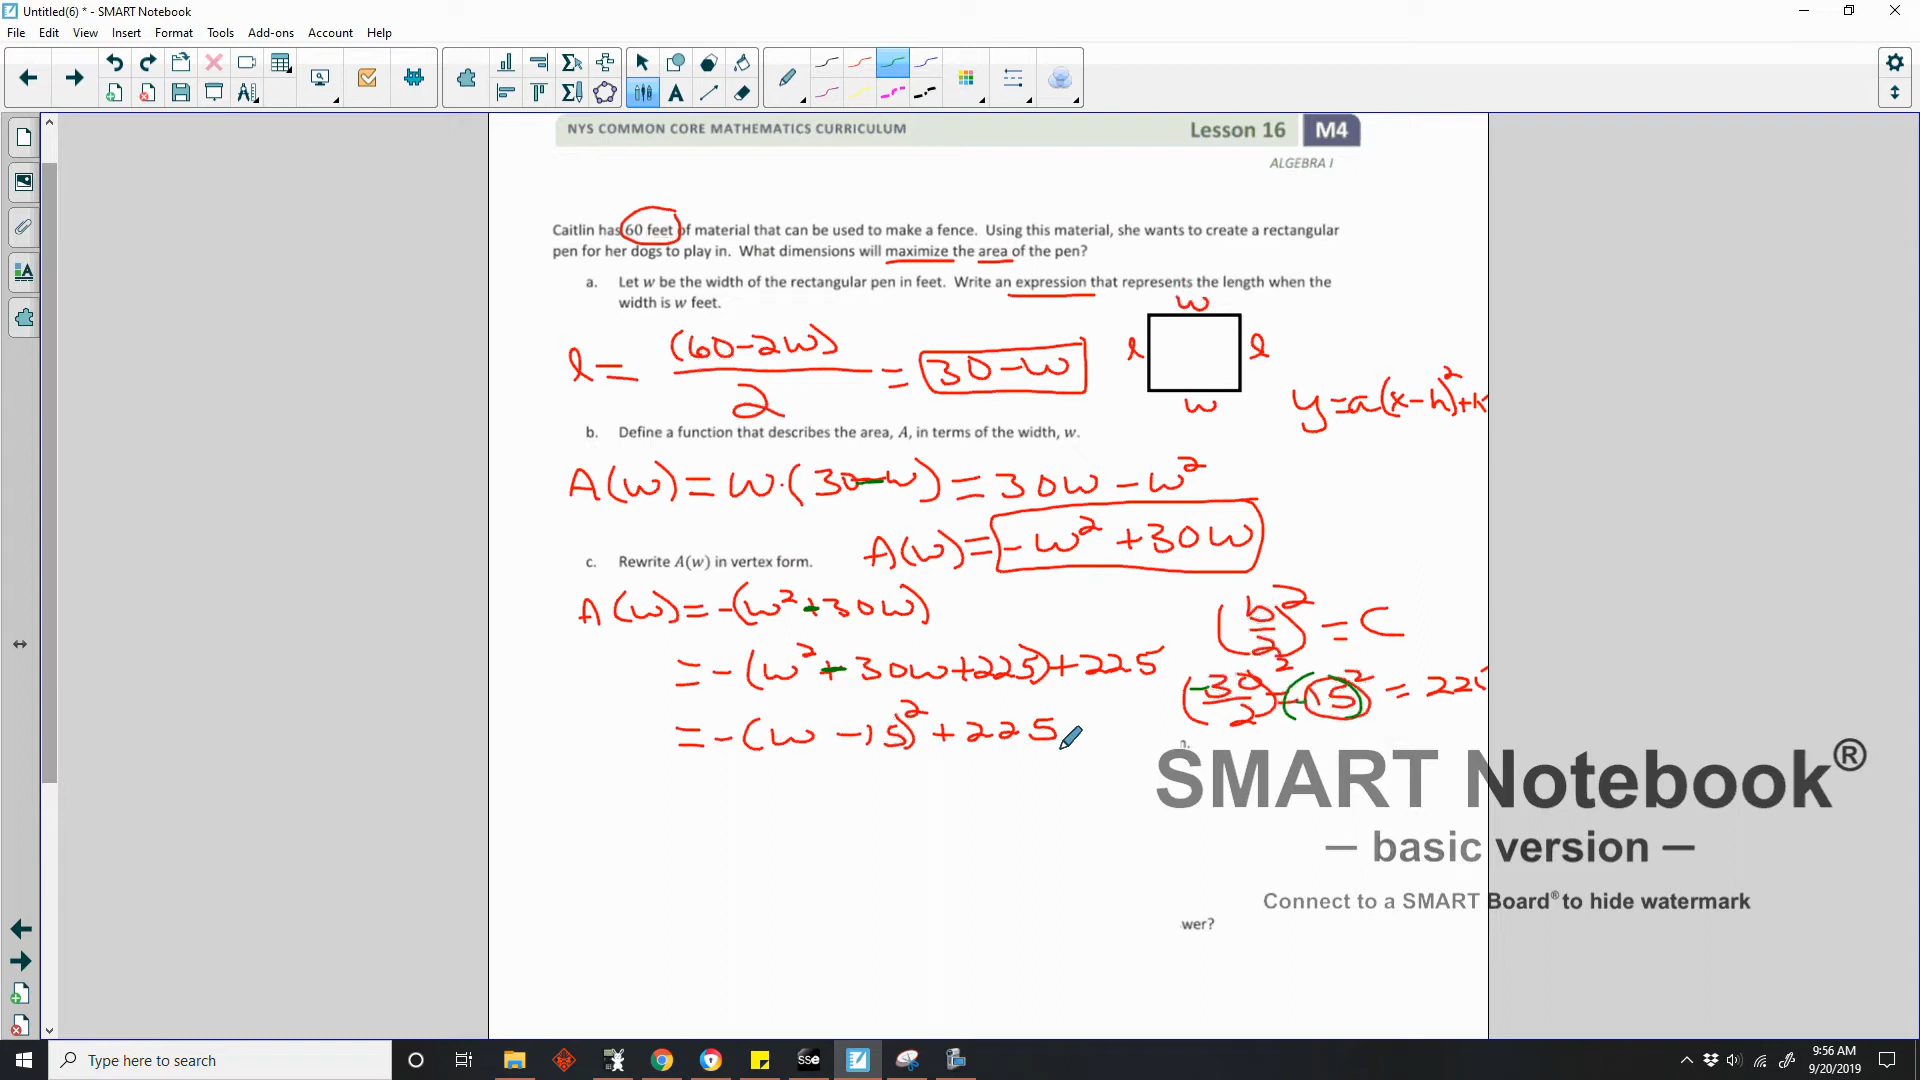 Untitled(6) * - SMART Notebook
File Edit View Insert Format Tools Add-ons Account Help
NYS COMMON CORE MATHEMATICS CURRICULUM Lesson 16 M4
ALGEBRA I
Caitlin has 60 feet of material that can be used to make a fence. Using this material, she wants to create a rectangular
pen for her dogs to play in. What dimensions will maximize the area of the pen?
a. Let w be the width of the rectangular pen in feet. Write an expression that represents the length when the
width is w feet.
w
l = (60-2w)/2 = 30-w
l l
w
y=a(x-h)²+k
b. Define a function that describes the area, A, in terms of the width, w.
A(w) = w·(30-w) = 30w - w²
A(w) = -w² +30w
c. Rewrite A(w) in vertex form.
A(w) = -(w² - 30w)
(b/2)² = C
= -(w² - 30w+225)+225
(-30/2)² = (-15)² = 225
= -(w -15)² + 225
SMART Notebook®
— basic version —
Connect to a SMART Board® to hide watermark
wer?
Type here to search
SSe
9:56 AM
9/20/2019